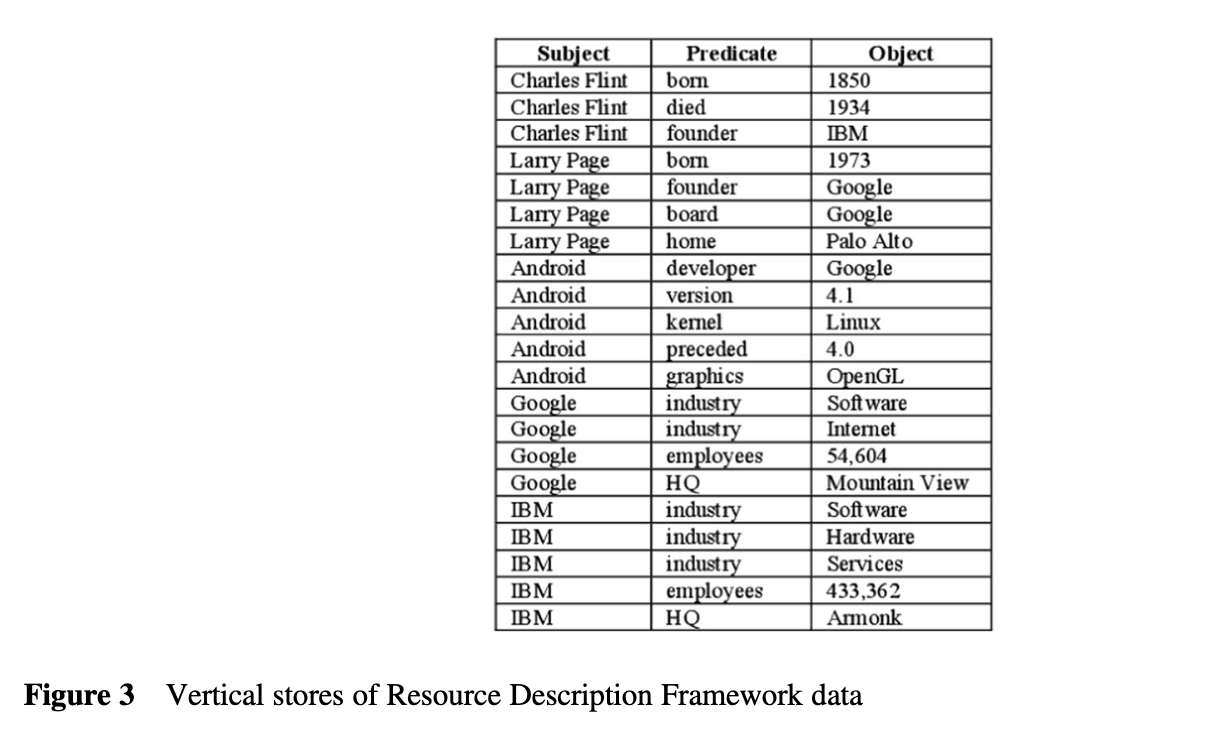 Subject Predicate Object
Charles Flint born 1850
Charles Flint died 1934
Charles Flint founder IBM
Larry Page born 1973
Larry Page founder Google
Larry Page board Google
Larry Page home Palo Alto
Android developer Google
Android version 4.1
Android kernel Linux
Android preceded 4.0
Android graphics OpenGL
Google industry Software
Google industry Internet
Google employees 54,604
Google HQ Mountain View
IBM industry Software
IBM industry Hardware
IBM industry Services
IBM employees 433,362
IBM HQ Armonk
Figure 3 Vertical stores of Resource Description Framework data